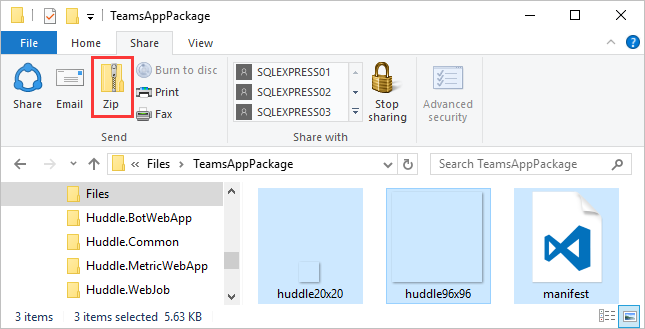 TeamsAppPackage
File Home Share View
Share Email Zip Burn to disc Print Fax
Send
SQLEXPRESS01
SQLEXPRESS02
SQLEXPRESS03
Stop sharing
Share with
Advanced security
Files TeamsAppPackage
Search TeamsAppPackage
Files
Huddle.BotWebApp
Huddle.Common
Huddle.MetricWebApp
Huddle.WebJob
huddle20x20 huddle96x96 manifest
3 items 3 items selected 5.63 KB